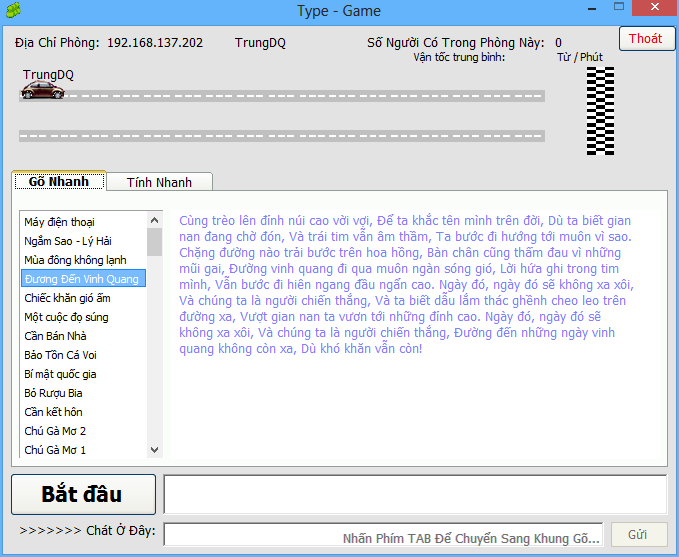 Type - Game
Địa Chỉ Phòng: 192.168.137.202 TrungDQ Số Người Có Trong Phòng Này: 0 Thoát
Vận tốc trung bình: Từ / Phút
TrungDQ
Gõ Nhanh Tính Nhanh
Máy điện thoại
Ngắm Sao - Lý Hải
Mùa đông không lạnh
Đương Đến Vinh Quang
Chiếc khăn gió ấm
Một cuộc đọ súng
Cần Bán Nhà
Bảo Tồn Cá Voi
Bí mật quốc gia
Bỏ Rượu Bia
Cần kết hôn
Chú Gà Mơ 2
Chú Gà Mơ 1
Cùng trèo lên đỉnh núi cao vời vợi, Để ta khắc tên mình trên đời, Dù ta biết gian
nan đang chờ đón, Và trái tim vẫn âm thầm, Ta bước đi hướng tới muôn vì sao.
Chặng đường nào trải bước trên hoa hồng, Bàn chân cũng thấm đau vì những
mũi gai, Đường vinh quang đi qua muôn ngàn sóng gió, Lời hứa ghi trong tim
mình, Vẫn bước đi hiên ngang đầu ngẩn cao. Ngày đó, ngày đó sẽ không xa xôi,
Và chúng ta là người chiến thắng, Và ta biết dẫu lắm thác ghềnh cheo leo trên
đường xa, Vượt gian nan ta vươn tới những đỉnh cao. Ngày đó, ngày đó sẽ
không xa xôi, Và chúng ta là người chiến thắng, Đường đến những ngày vinh
quang không còn xa, Dù khó khăn vẫn còn!
Bắt đầu
>>>>>>> Chát Ở Đây: Nhấn Phím TAB Để Chuyển Sang Khung Gõ... Gửi